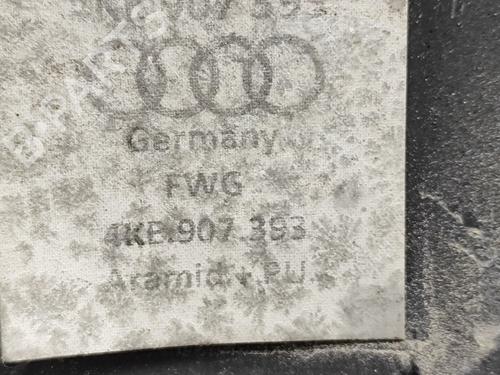 Germany
FWG
4KE.907.393
Aramid + PU